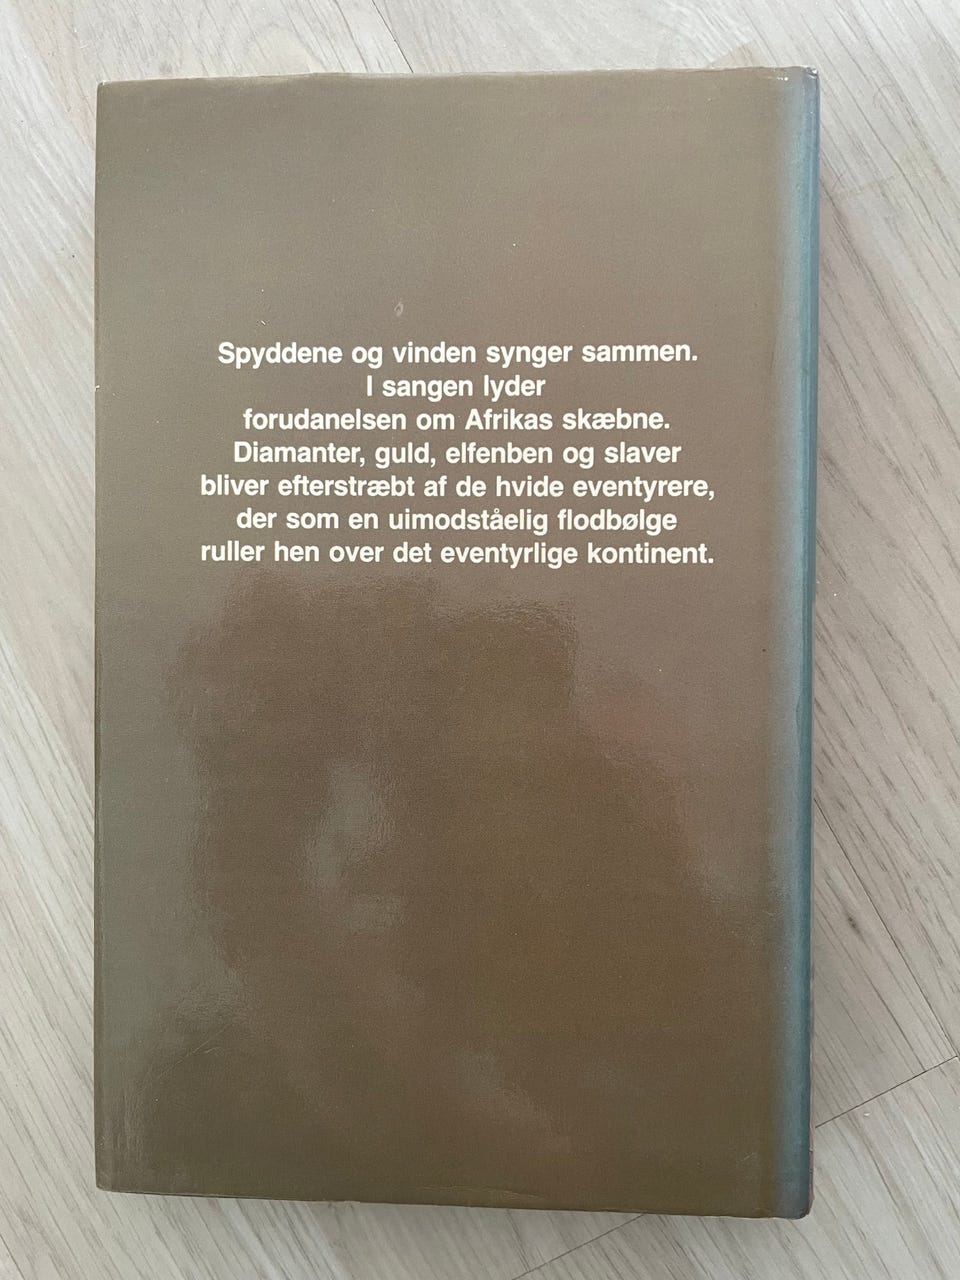 Spyddene og vinden synger sammen.
I sangen lyder
forudanelsen om Afrikas skæbne.
Diamanter, guld, elfenben og slaver
bliver efterstræbt af de hvide eventyrere,
der som en uimodståelig flodbølge
ruller hen over det eventyrlige kontinent.